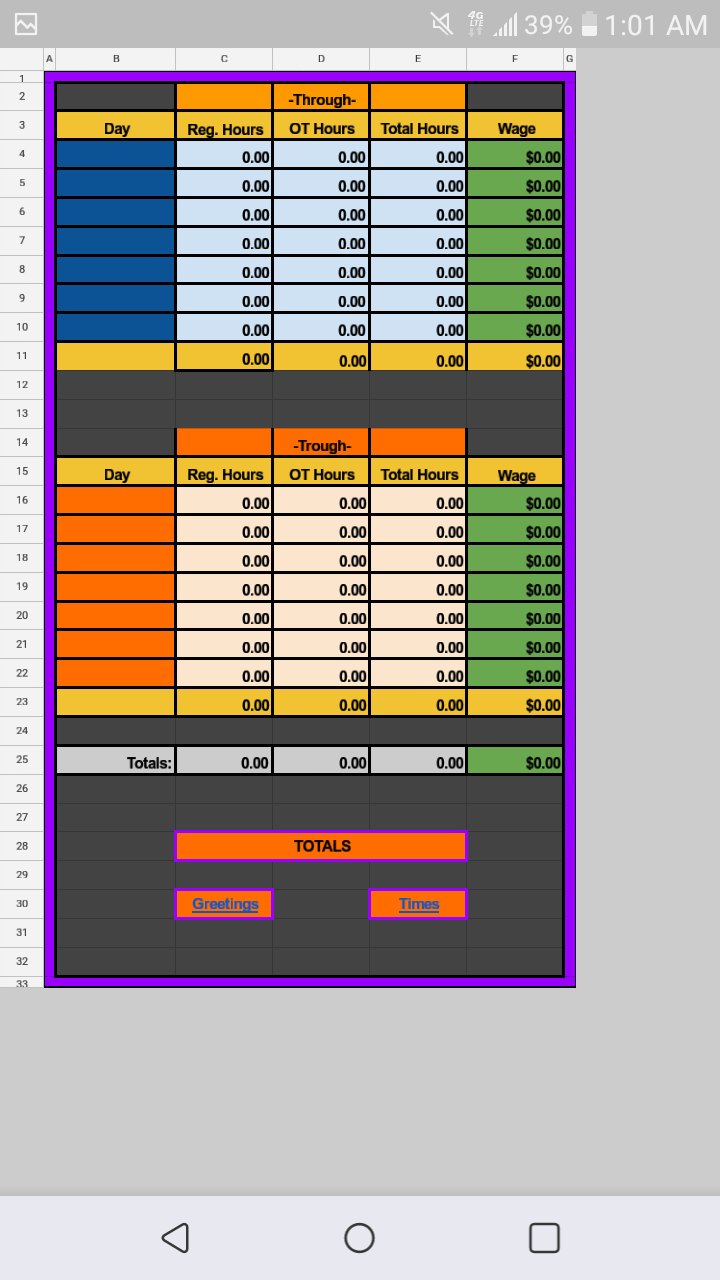 4G LTE 39% 1:01 AM
A B C D E F G
1
2 -Through-
3 Day Reg. Hours OT Hours Total Hours Wage
4 0.00 0.00 0.00 $0.00
5 0.00 0.00 0.00 $0.00
6 0.00 0.00 0.00 $0.00
7 0.00 0.00 0.00 $0.00
8 0.00 0.00 0.00 $0.00
9 0.00 0.00 0.00 $0.00
10 0.00 0.00 0.00 $0.00
11 0.00 0.00 0.00 $0.00
12
13
14 -Trough-
15 Day Reg. Hours OT Hours Total Hours Wage
16 0.00 0.00 0.00 $0.00
17 0.00 0.00 0.00 $0.00
18 0.00 0.00 0.00 $0.00
19 0.00 0.00 0.00 $0.00
20 0.00 0.00 0.00 $0.00
21 0.00 0.00 0.00 $0.00
22 0.00 0.00 0.00 $0.00
23 0.00 0.00 0.00 $0.00
24
25 Totals: 0.00 0.00 0.00 $0.00
26
27
28 TOTALS
29
30 Greetings Times
31
32
33